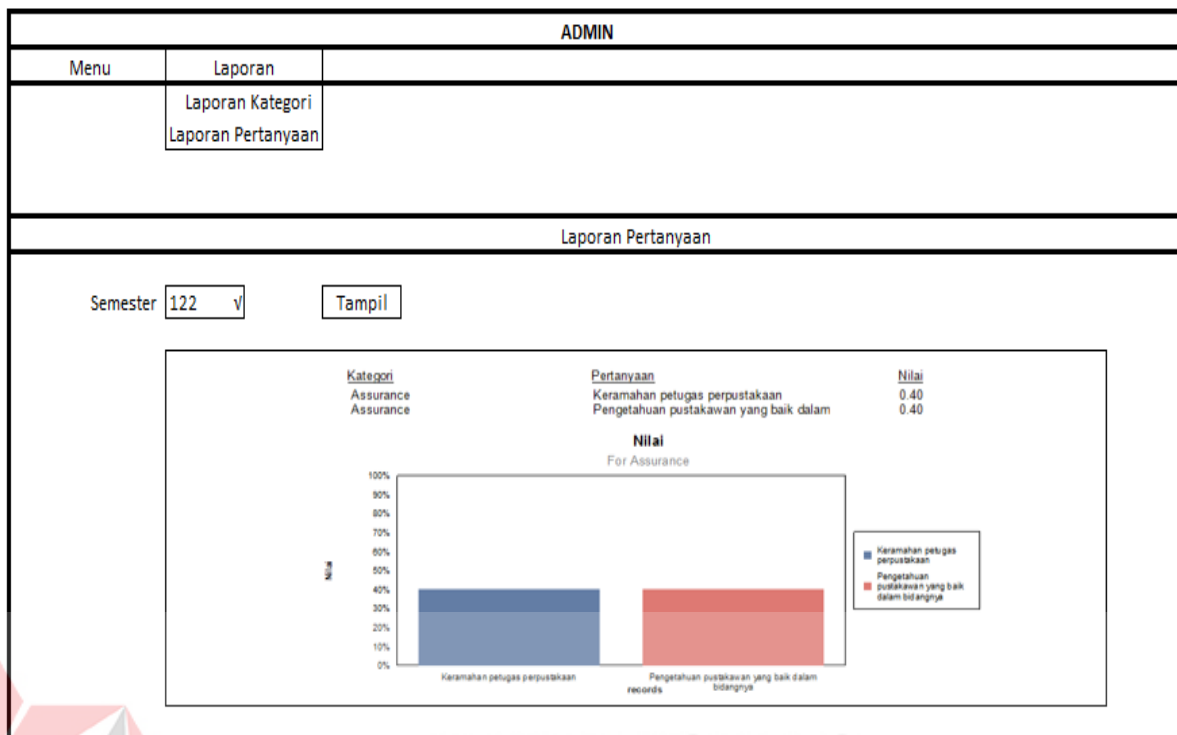 ADMIN
Menu Laporan
Laporan Kategori
Laporan Pertanyaan
Laporan Pertanyaan
Semester 122 √ Tampil
Kategori Pertanyaan Nilai
Assurance Keramahan petugas perpustakaan 0.40
Assurance Pengetahuan pustakawan yang baik dalam 0.40
Nilai
For Assurance
100%
90%
80%
70%
60%
50%
40%
30%
20%
10%
0%
Nilai
Keramahan petugas perpustakaan
Pengetahuan pustakawan yang baik dalam
bidangnya
records
Keramahan petugas
perpustakaan
Pengetahuan
pustakawan yang baik
dalam bidangnya